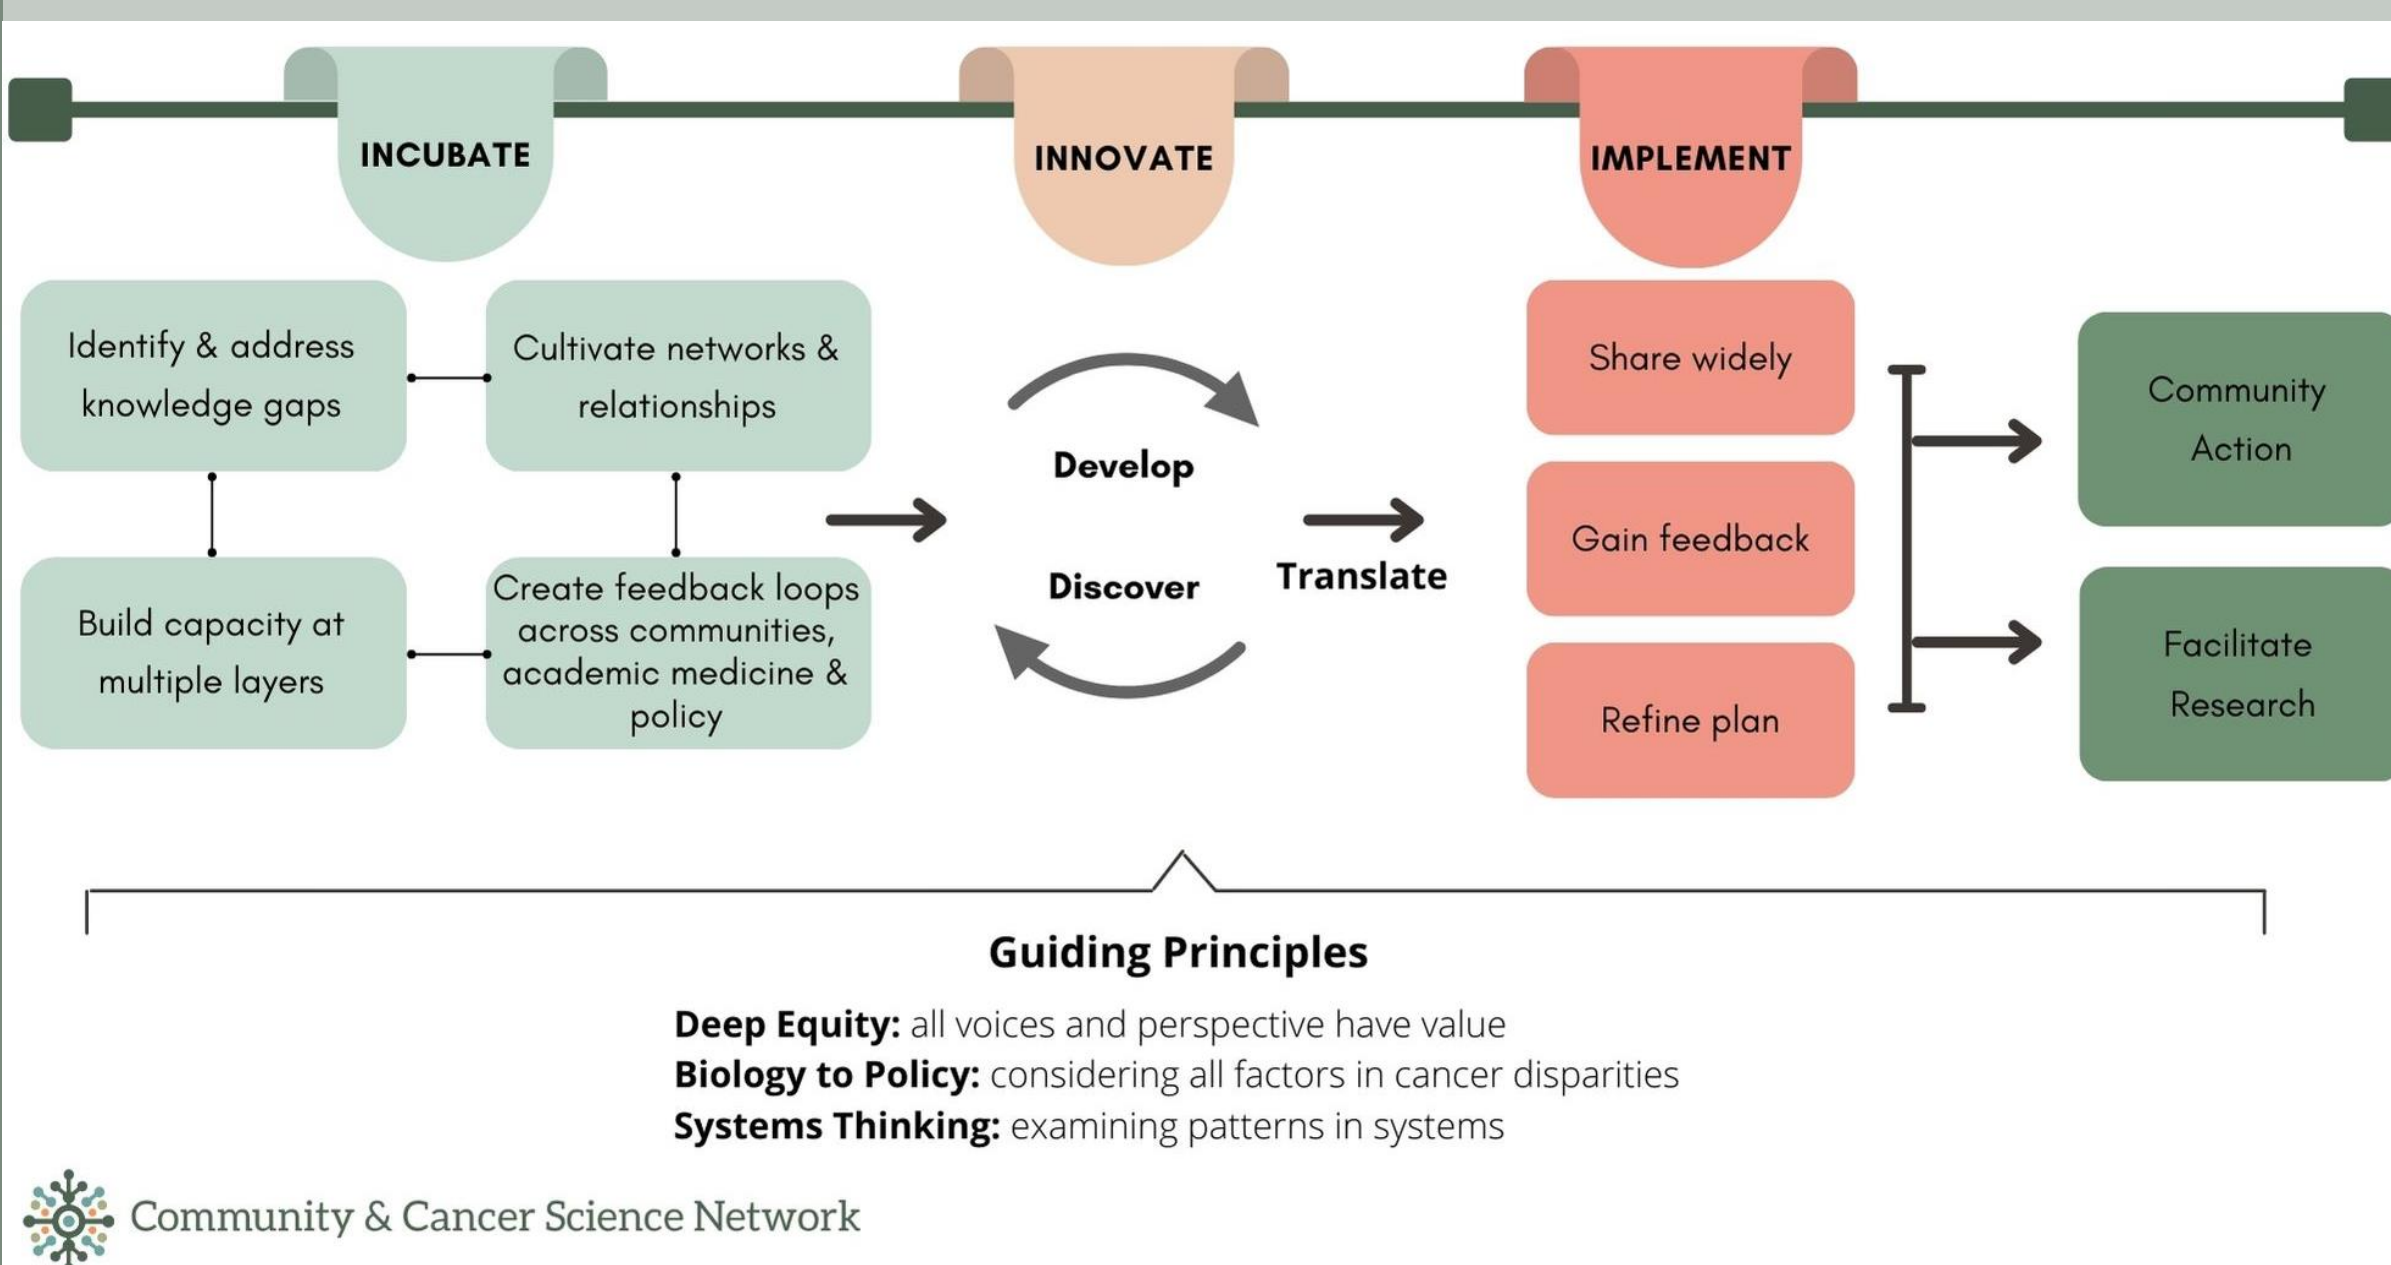 INCUBATE
INNOVATE
IMPLEMENT
Identify & address
knowledge gaps
Cultivate networks &
relationships
Build capacity at
multiple layers
Create feedback loops
across communities,
academic medicine &
policy
Develop
Discover
Translate
Share widely
Gain feedback
Refine plan
Community
Action
Facilitate
Research
Guiding Principles
Deep Equity: all voices and perspective have value
Biology to Policy: considering all factors in cancer disparities
Systems Thinking: examining patterns in systems
Community & Cancer Science Network